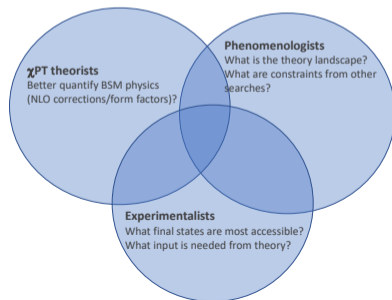 Phenomenologists
What is the theory landscape?
What are constraints from other
searches?
χPT theorists
Better quantify BSM physics
(NLO corrections/form factors)?
Experimentalists
What final states are most accessible?
What input is needed from theory?